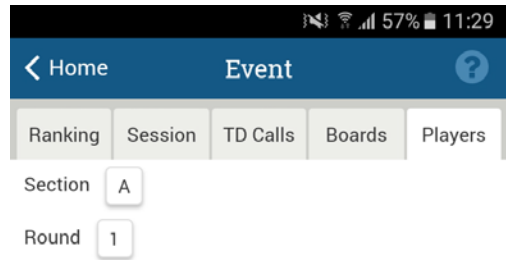 57% 11:29
Home Event ?
Ranking Session TD Calls Boards Players
Section A
Round 1